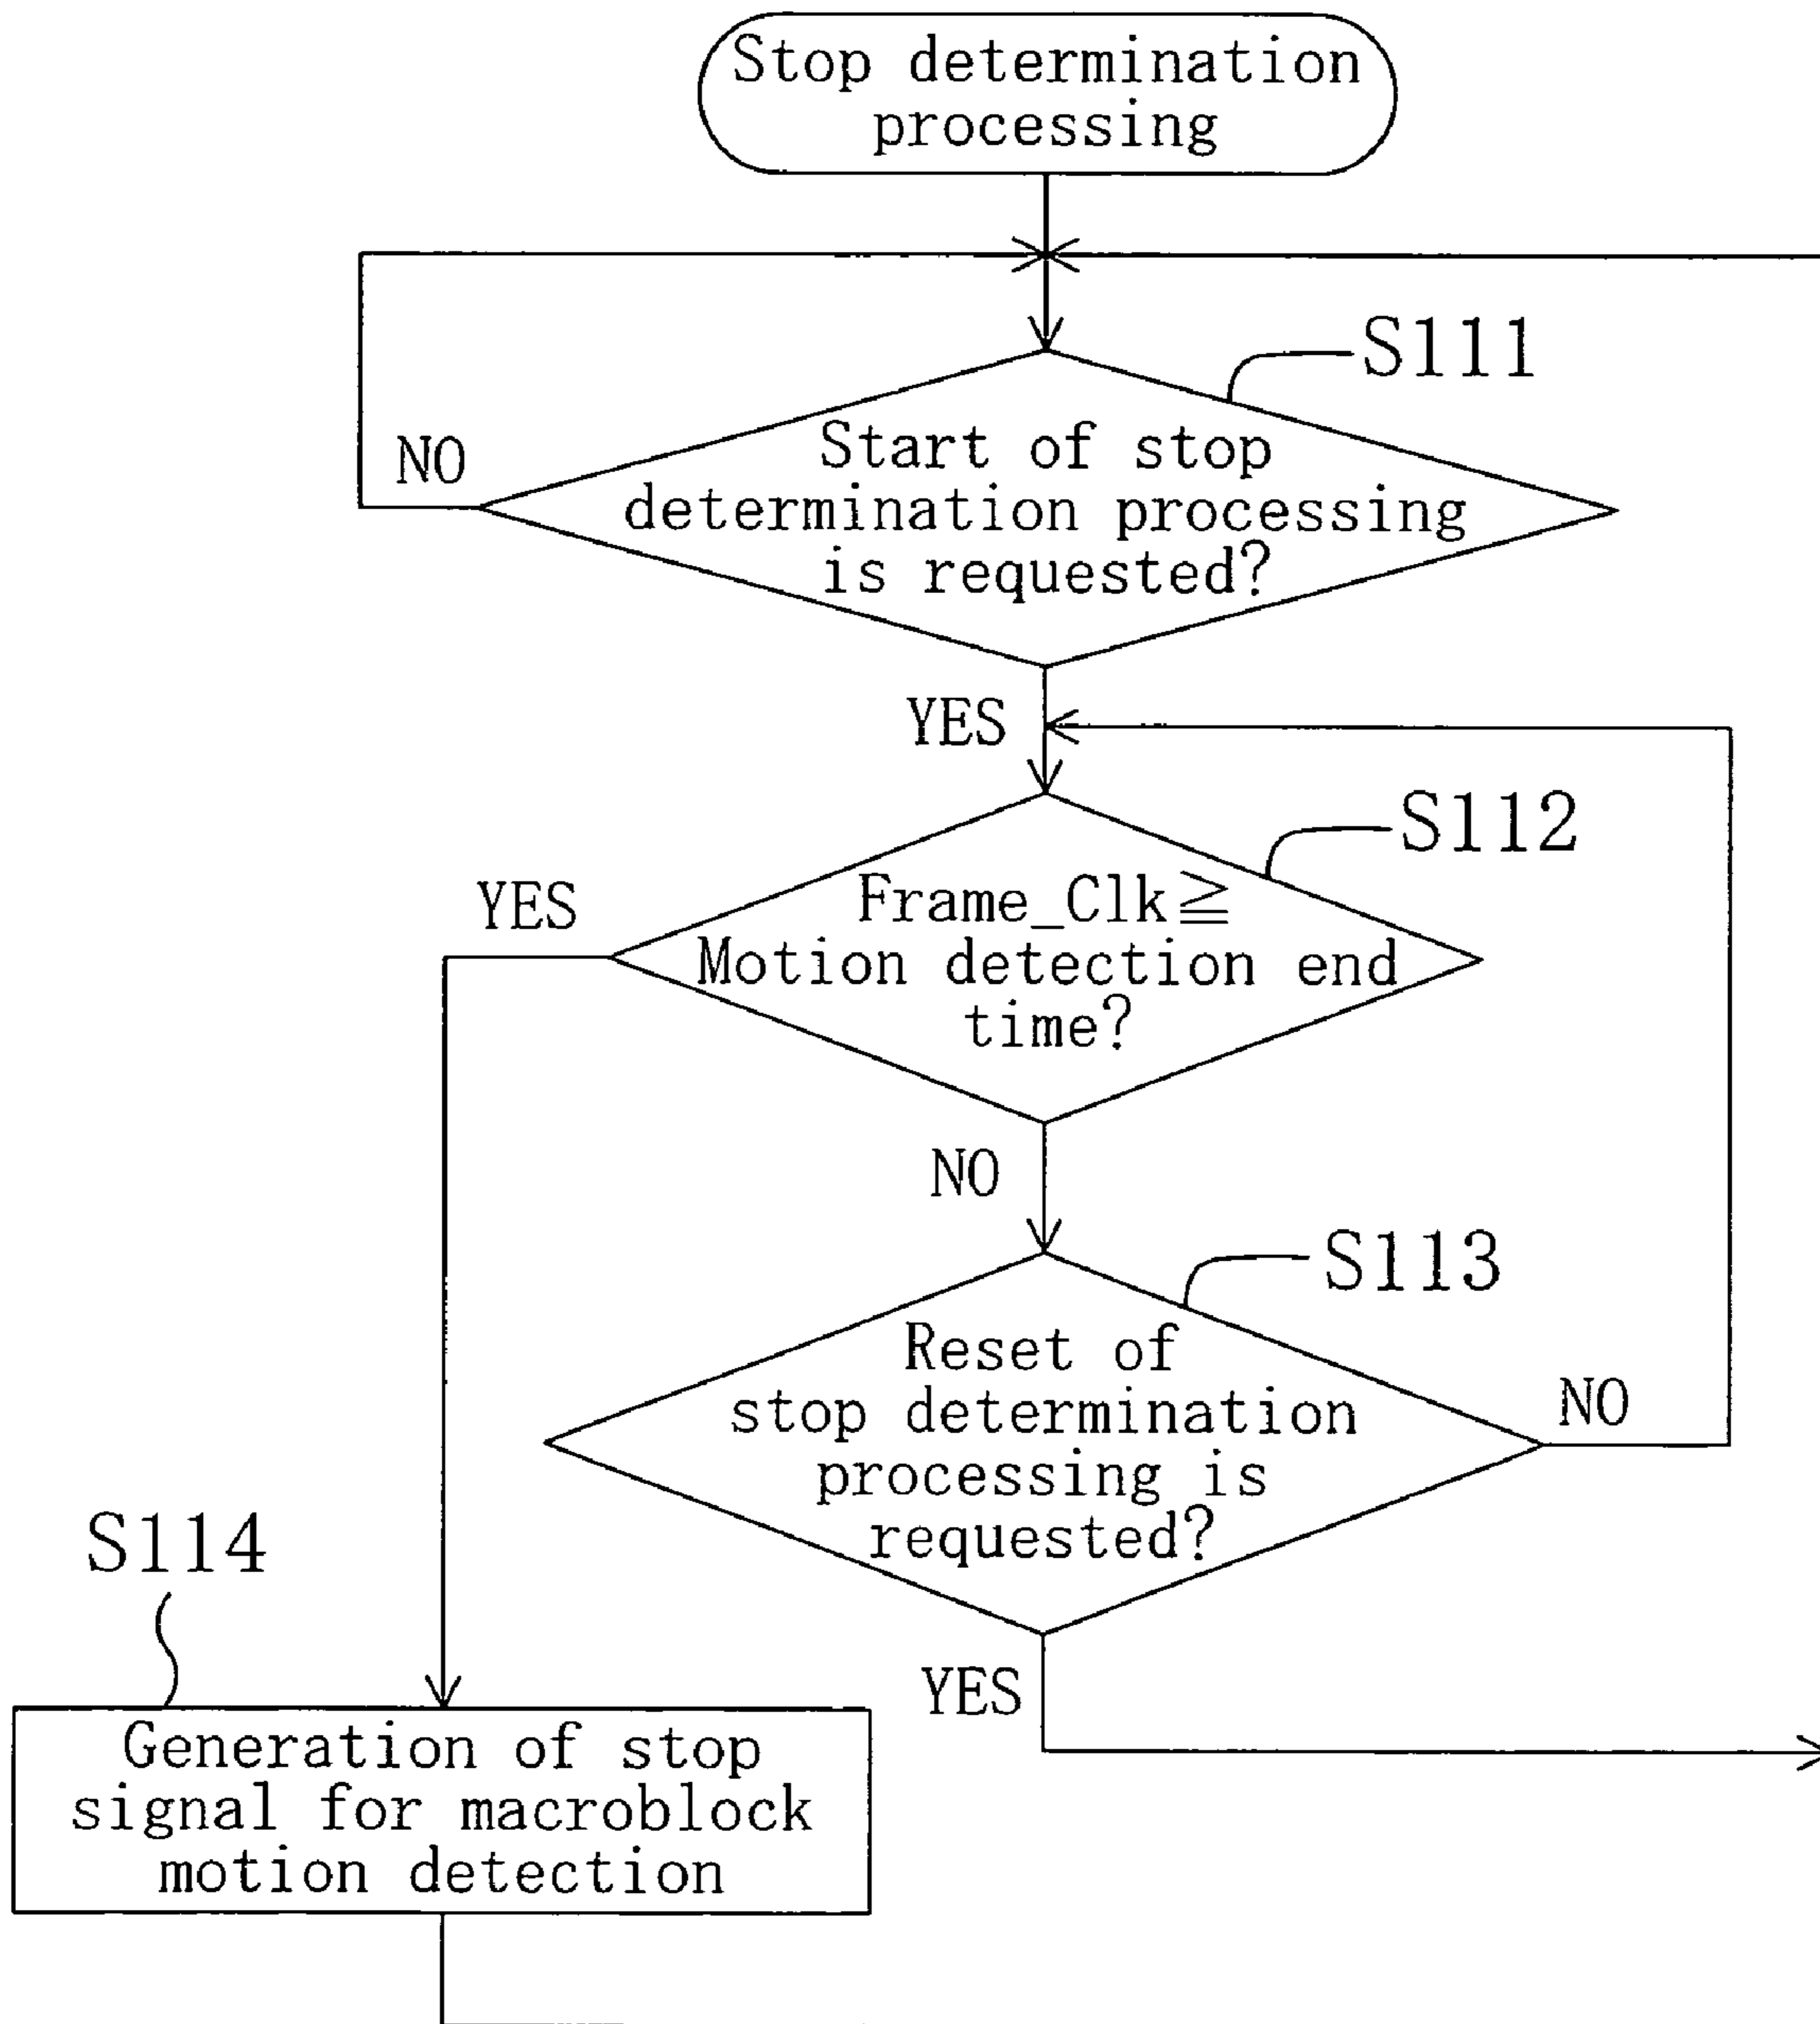 Stop determination
processing
S111
NO
Start of stop
determination processing
is requested?
YES
S112
YES
Frame_Clk≧
Motion detection end
time?
NO
S113
Reset of
stop determination
processing is
requested?
NO
S114
YES
Generation of stop
signal for macroblock
motion detection